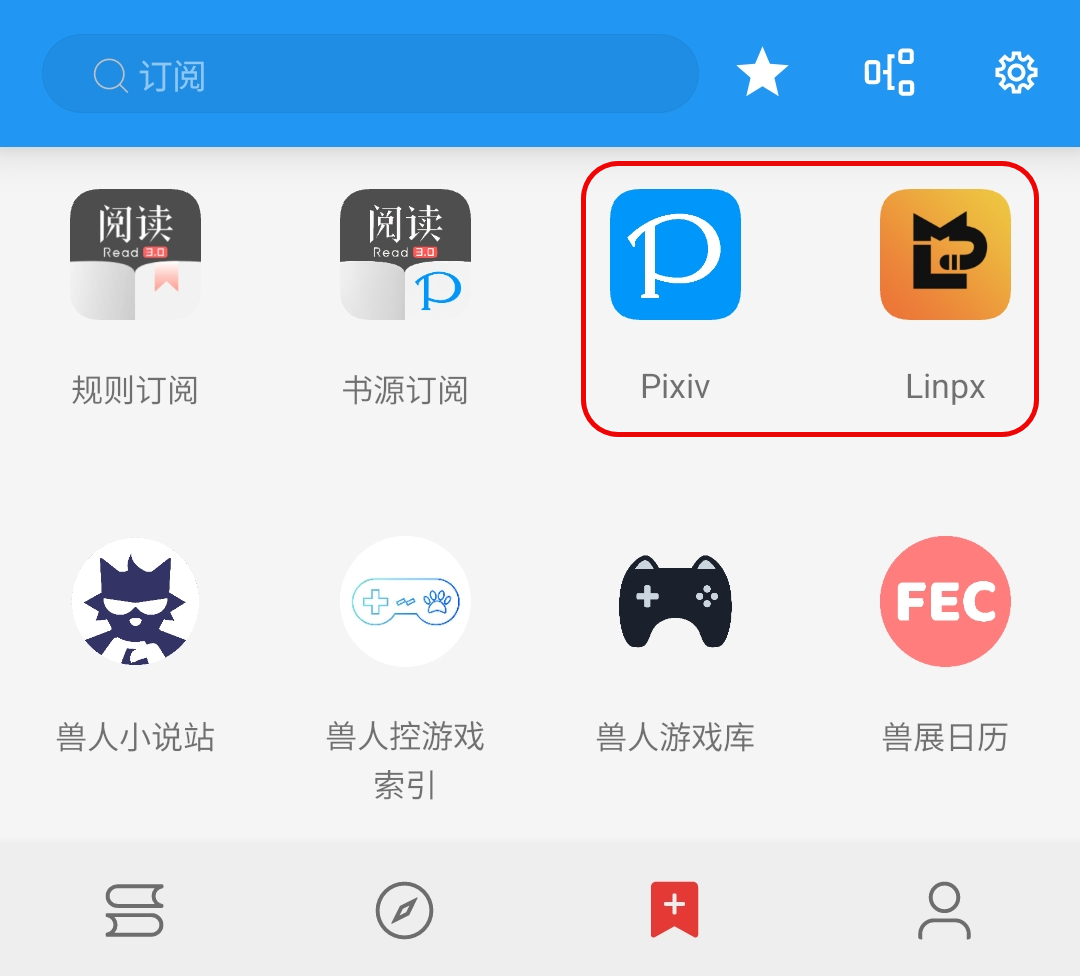 订阅
阅读
Read 3.0
阅读
Read 3.0
规则订阅
书源订阅
Pixiv
Linpx
FEC
兽人小说站
兽人控游戏
索引
兽人游戏库
兽展日历